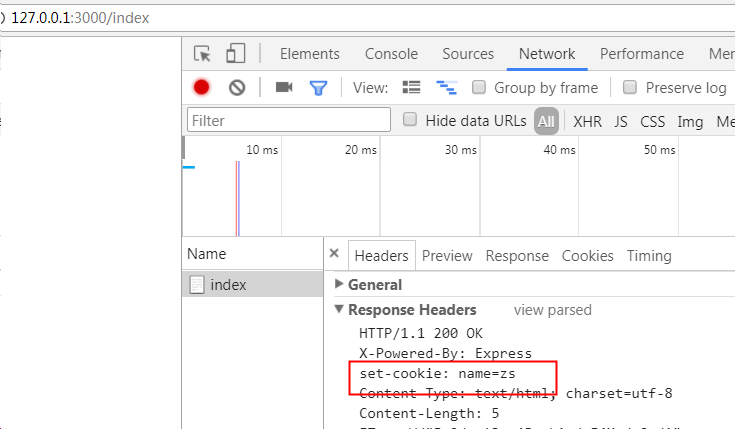 127.0.0.1:3000/index
Elements Console Sources Network Performance
View: Group by frame Preserve log
Filter Hide data URLs All XHR JS CSS Img
10 ms 20 ms 30 ms 40 ms 50 ms
Name × Headers Preview Response Cookies Timing
index
▶ General
▼ Response Headers view parsed
HTTP/1.1 200 OK
X-Powered-By: Express
set-cookie: name=zs
Content-Type: text/html; charset=utf-8
Content-Length: 5